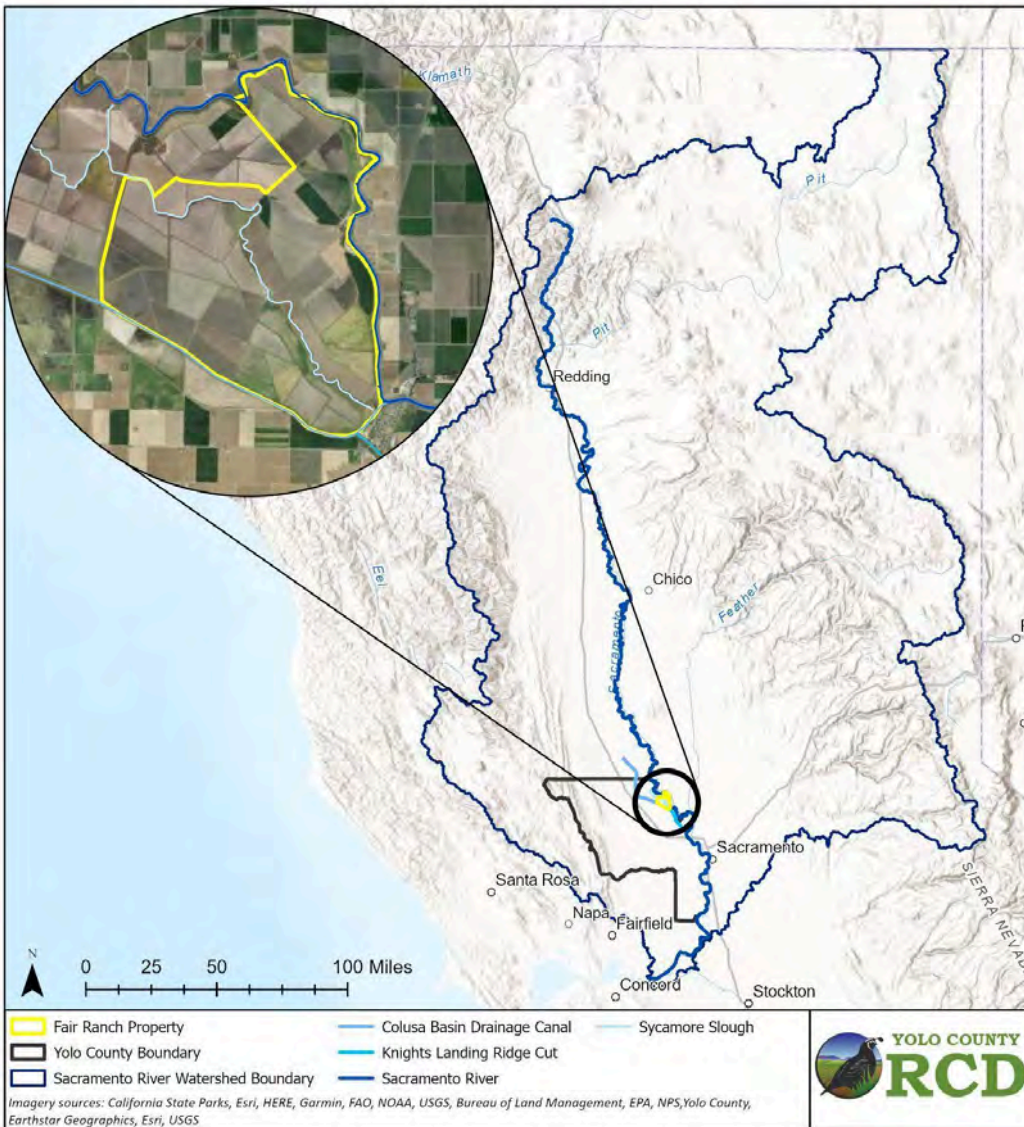 Klamath
Pit
Pit
Redding
Chico
Feather
Eel
Sacramento
Sacramento
Santa Rosa
Napa
Fairfield
SIERRA NEVAD
Concord
Stockton
N
0 25 50 100 Miles
Fair Ranch Property
Colusa Basin Drainage Canal
Sycamore Slough
Yolo County Boundary
Knights Landing Ridge Cut
Sacramento River Watershed Boundary
Sacramento River
YOLO COUNTY
RCD
Imagery sources: California State Parks, Esri, HERE, Garmin, FAO, NOAA, USGS, Bureau of Land Management, EPA, NPS,Yolo County,
Earthstar Geographics, Esri, USGS